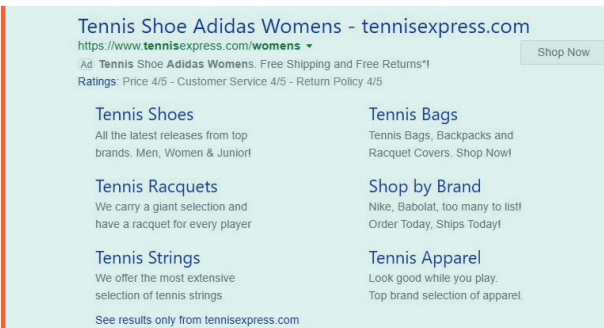 Tennis Shoe Adidas Womens - tennisexpress.com
https://www.tennisexpress.com/womens
Shop Now
Ad Tennis Shoe Adidas Womens. Free Shipping and Free Returns*!
Ratings: Price 4/5 - Customer Service 4/5 - Return Policy 4/5
Tennis Shoes
All the latest releases from top
brands. Men, Women & Junior!
Tennis Bags
Tennis Bags, Backpacks and
Racquet Covers. Shop Now!
Tennis Racquets
We carry a giant selection and
have a racquet for every player
Shop by Brand
Nike, Babolat, too many to list!
Order Today, Ships Today!
Tennis Strings
We offer the most extensive
selection of tennis strings
Tennis Apparel
Look good while you play.
Top brand selection of apparel.
See results only from tennisexpress.com